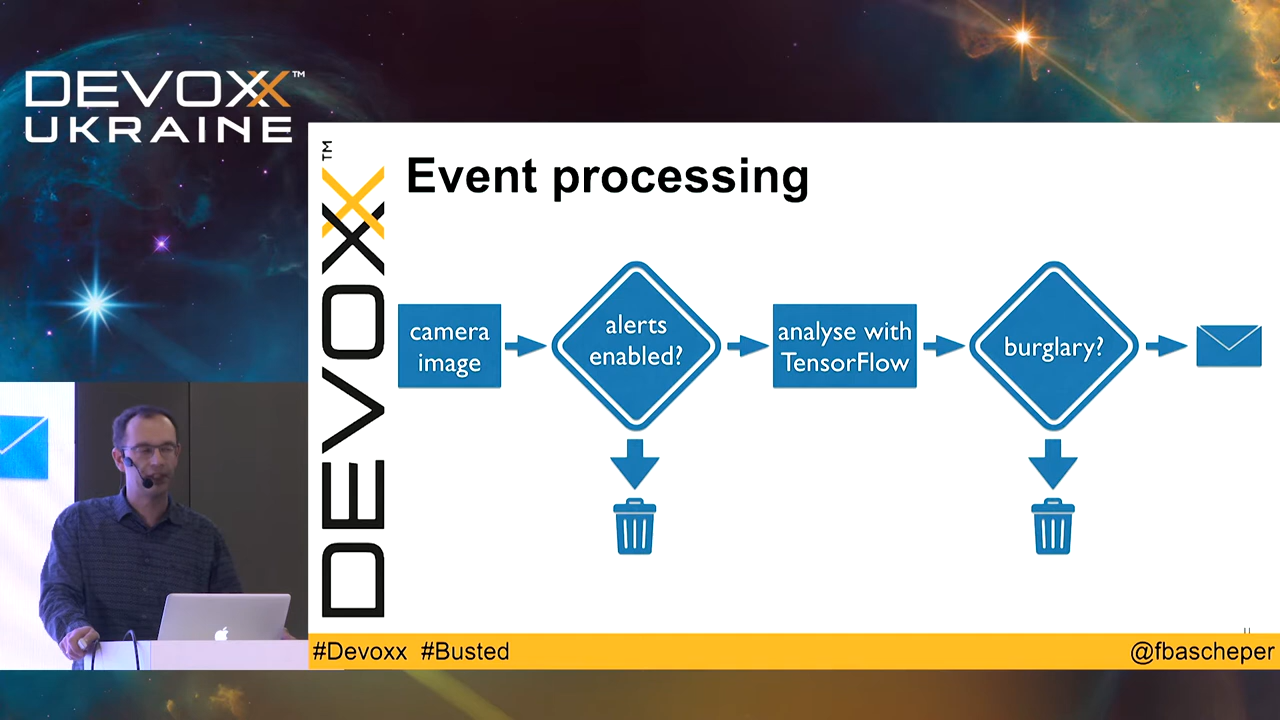 DEVOXX™
UKRAINE
DEVOXX™
Event processing
camera
image
alerts
enabled?
analyse with
TensorFlow
burglary?
#Devoxx #Busted
@fbascheper